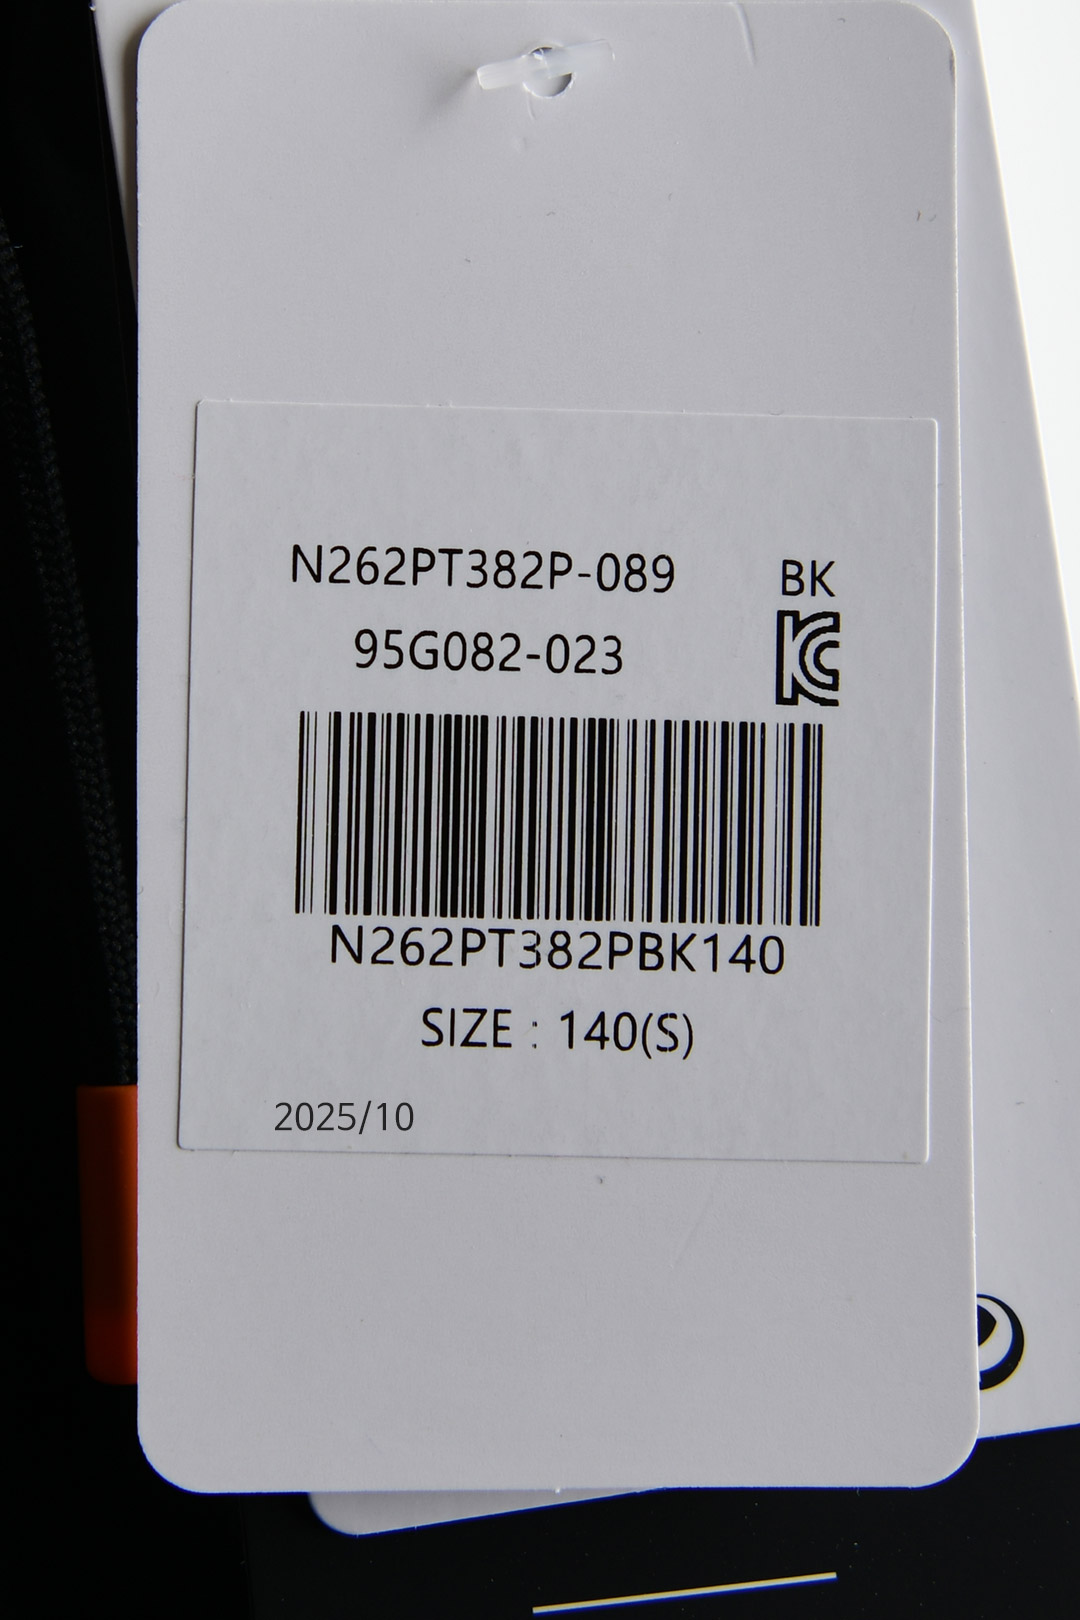 N262PT382P-089
BK
95G082-023
N262PT382PBK140
SIZE : 140(S)
2025/10